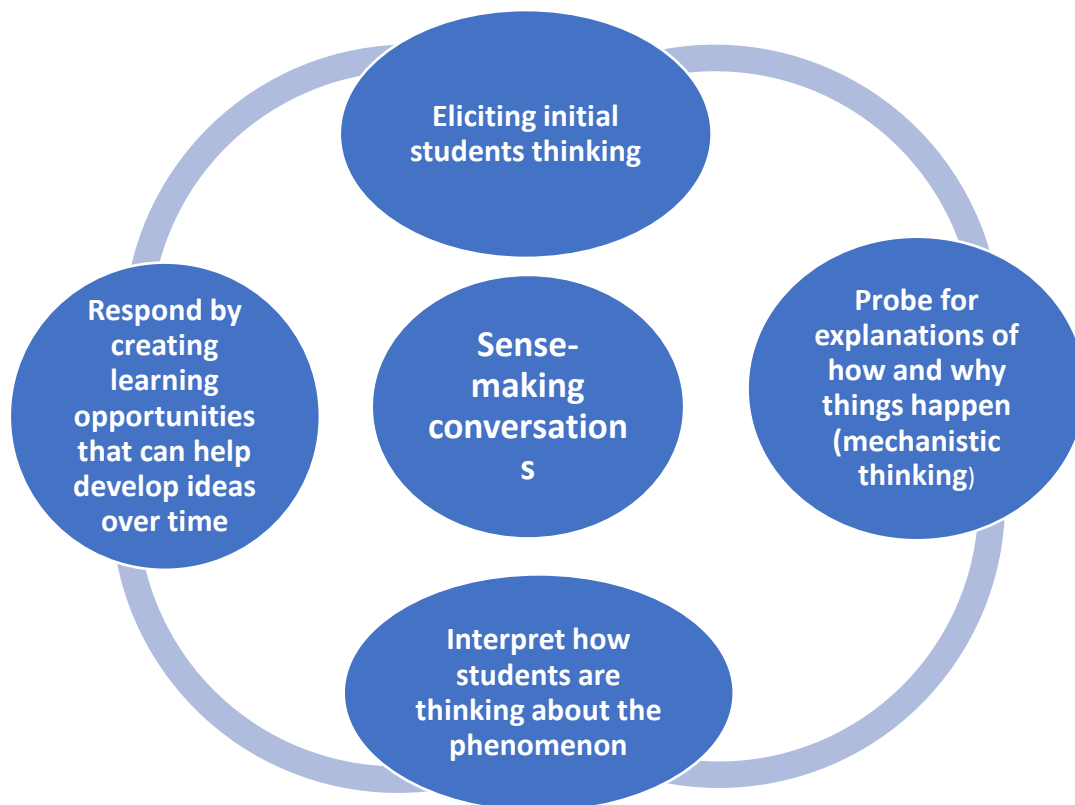 Eliciting initial
students thinking
Probe for
explanations of
how and why
things happen
(mechanistic
thinking)
Sense-
making
conversation
s
Respond by
creating
learning
opportunities
that can help
develop ideas
over time
Interpret how
students are
thinking about the
phenomenon